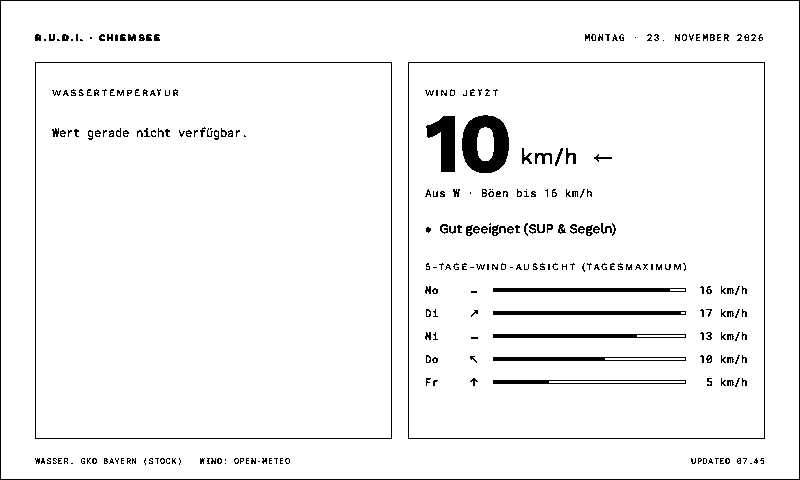 R.U.D.I. · CHIEMSEE
MONTAG · 23. NOVEMBER 2026
WASSERTEMPERATUR
Wert gerade nicht verfügbar.
WIND JETZT
10 km/h ←
Aus W · Böen bis 16 km/h
• Gut geeignet (SUP & Segeln)
5-TAGE-WIND-AUSSICHT (TAGESMAXIMUM)
Mo 16 km/h
Di ↗ 17 km/h
Mi 13 km/h
Do ↖ 10 km/h
Fr ↑ 5 km/h
WASSER: GKD BAYERN (STOCK) WIND: OPEN-METEO
UPDATED 07:45